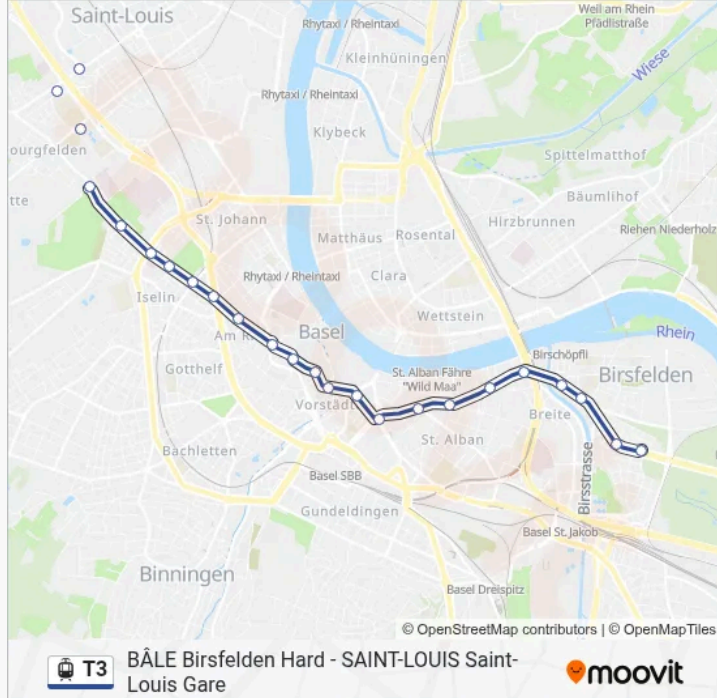 Saint-Louis
Weil am Rhein
Pfädlistraße
Rhytaxi / Rheintaxi
Kleinhüningen
Wiese
Rhytaxi / Rheintaxi
Klybeck
ourgfelden
Spittelmatthof
tte
Bäumlihof
St. Johann
Hirzbrunnen
Riehen Niederholz
Matthäus
Rosental
Rhytaxi / Rheintaxi
Clara
Iselin
Wettstein
Basel
Rhein
Am R
Birschöpfli
Gotthelf
St. Alban Fähre
"Wild Maa"
Birsfelden
Vorstädt
Breite
St. Alban
Bachletten
Birsstrasse
Basel SBB
Gundeldingen
Basel St. Jakob
Binningen
Basel Dreispitz
© OpenStreetMap contributors | © OpenMapTiles
T3
BÂLE Birsfelden Hard - SAINT-LOUIS Saint-
Louis Gare
moovit